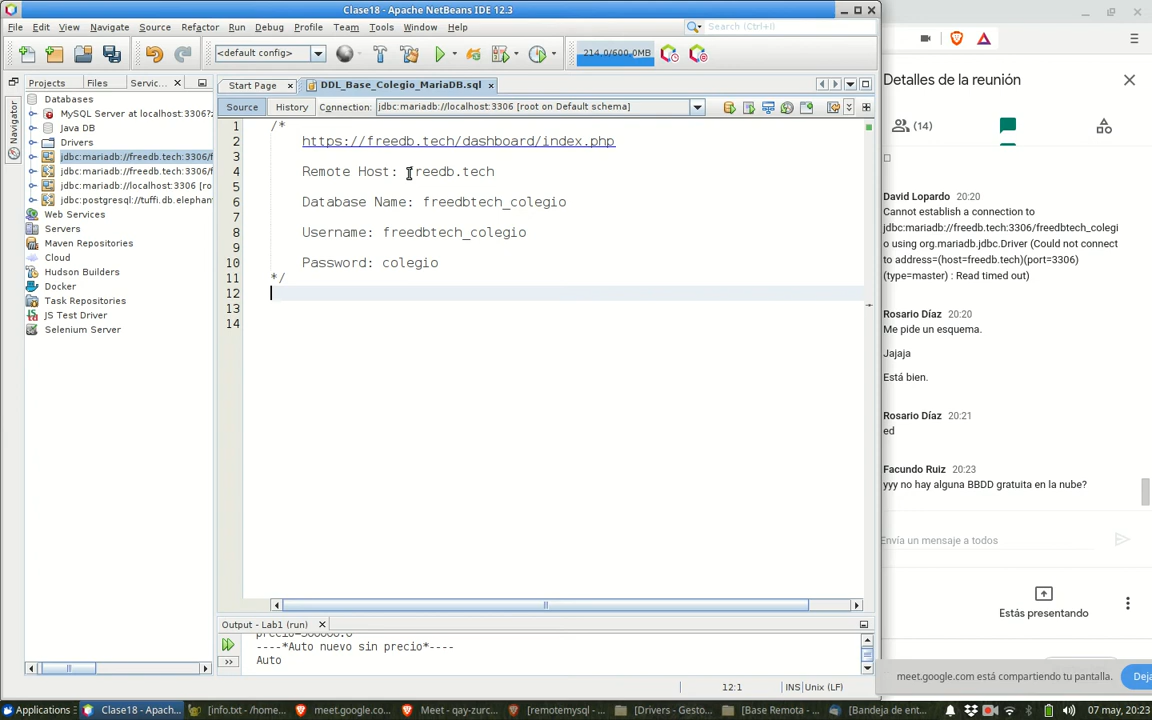 Clase18 - Apache NetBeans IDE 12.3
File Edit View Navigate Source Refactor Run Debug Profile Team Tools Window Help
Search (Ctrl+I)
<default config>
214.0/600.0MB
Projects Files Servic...
Start Page
DDL_Base_Colegio_MariaDB.sql
Source History Connection: jdbc:mariadb://localhost:3306 [root on Default schema]
Navigator
Databases
MySQL Server at localhost:3306
Java DB
Drivers
jdbc:mariadb://freedb.tech:3306/f
jdbc:mariadb://freedb.tech:3306/f
jdbc:mariadb://localhost:3306 [ro
jdbc:postgresql://tuffi.db.elephan
Web Services
Servers
Maven Repositories
Cloud
Hudson Builders
Docker
Task Repositories
JS Test Driver
Selenium Server
1 /*
2 https://freedb.tech/dashboard/index.php
3
4 Remote Host: freedb.tech
5
6 Database Name: freedbtech_colegio
7
8 Username: freedbtech_colegio
9
10 Password: colegio
11 */
12
13
14
Output - Lab1 (run)
----*Auto nuevo sin precio*----
Auto
12:1 INS Unix (LF)
Detalles de la reunión
(14)
David Lopardo 20:20
Cannot establish a connection to
jdbc:mariadb://freedb.tech:3306/freedbtech_colegi
o using org.mariadb.jdbc.Driver (Could not connect
to address=(host=freedb.tech)(port=3306)
(type=master) : Read timed out)
Rosario Díaz 20:20
Me pide un esquema.
Jajaja
Está bien.
Rosario Díaz 20:21
ed
Facundo Ruiz 20:23
yyy no hay alguna BBDD gratuita en la nube?
Envía un mensaje a todos
Estás presentando
meet.google.com está compartiendo tu pantalla.
Deja
Applications
Clase18 - Apach...
[info.txt - /home...
meet.google.co...
Meet - qay-zurc...
[remotemysql - ...
[Drivers - Gesto...
[Base Remota - ...
[Bandeja de ent...
07 may, 20:23